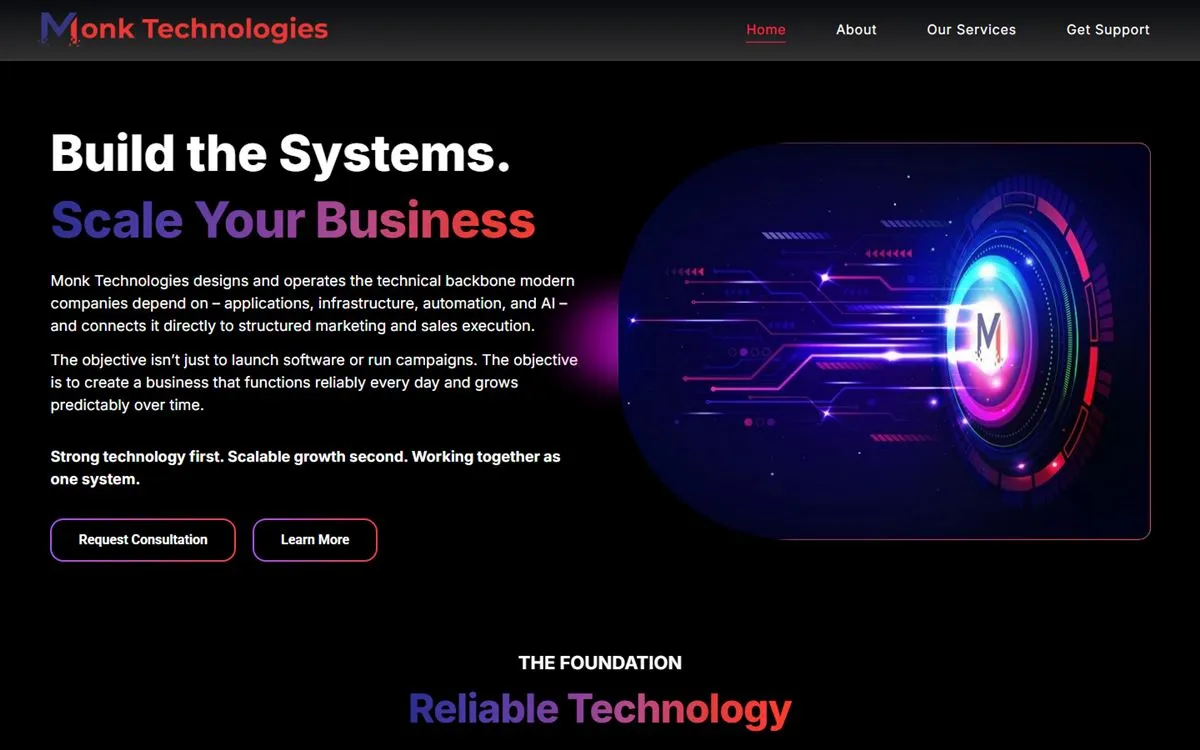 Monk Technologies
Home
About
Our Services
Get Support
Build the Systems.
Scale Your Business
Monk Technologies designs and operates the technical backbone modern
companies depend on – applications, infrastructure, automation, and AI –
and connects it directly to structured marketing and sales execution.
The objective isn’t just to launch software or run campaigns. The objective
is to create a business that functions reliably every day and grows
predictably over time.
Strong technology first. Scalable growth second. Working together as
one system.
Request Consultation
Learn More
M
THE FOUNDATION
Reliable Technology